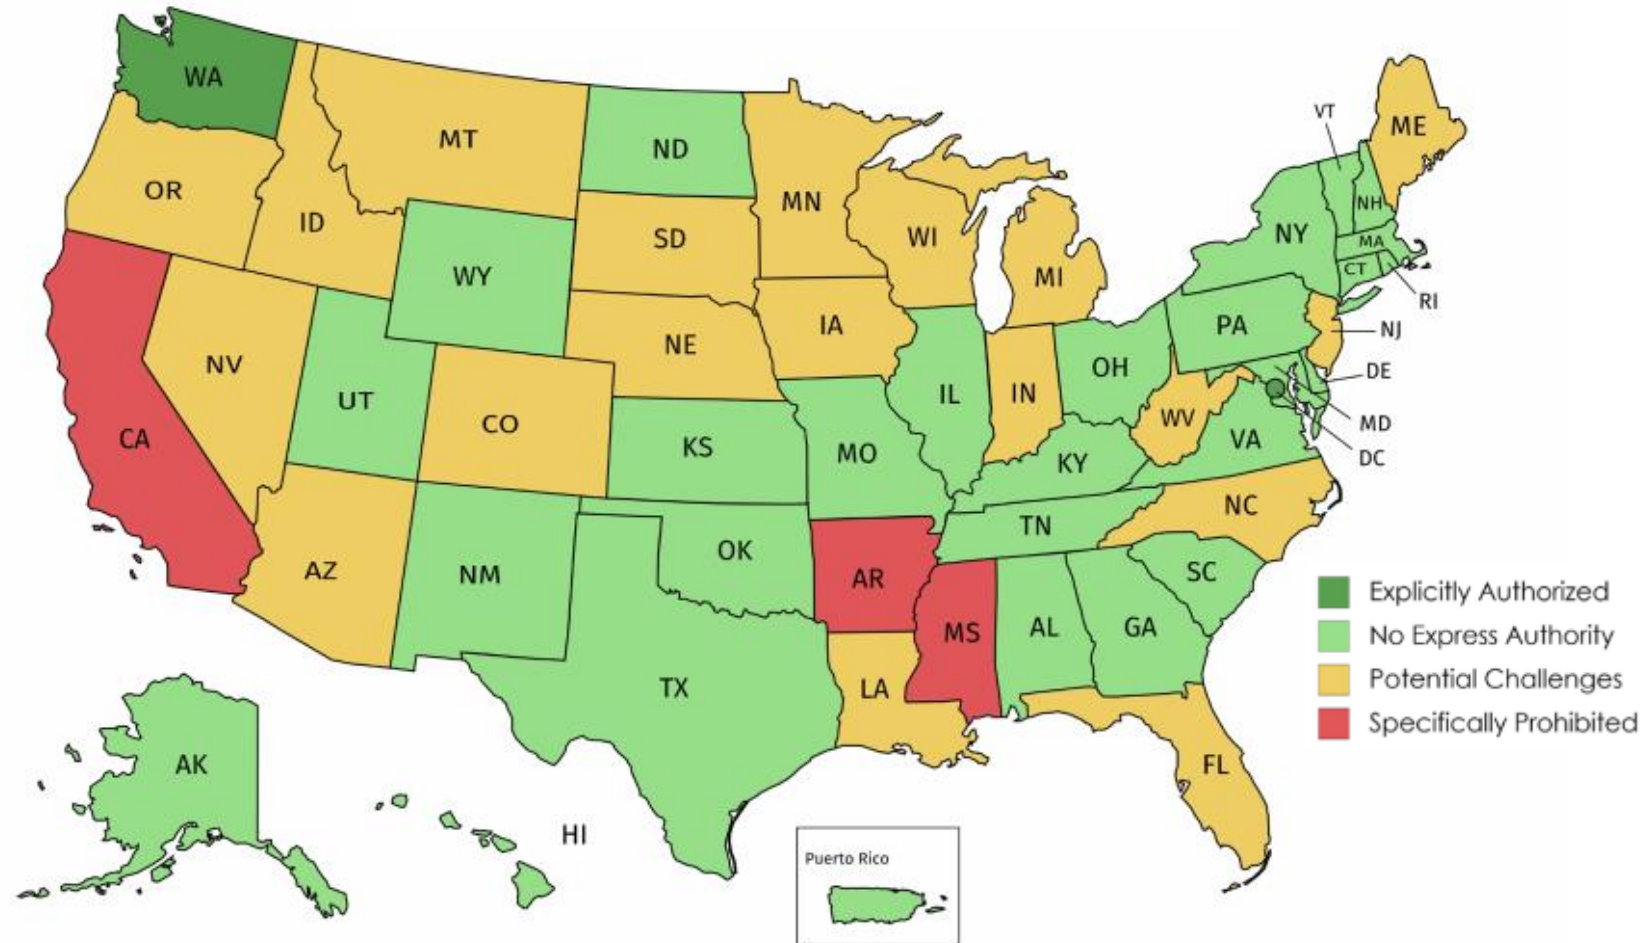 WA
VT
ME
MT
ND
OR
MN
ID
SD
WI
NH
NY
MA
WY
MI
CT
RI
IA
PA
NJ
NE
NV
OH
DE
UT
IL
IN
CO
WV
MD
CA
KS
MO
KY
VA
DC
NC
TN
AZ
NM
OK
AR
SC
Explicitly Authorized
MS
AL
GA
No Express Authority
TX
LA
Potential Challenges
Specifically Prohibited
AK
FL
HI
Puerto Rico